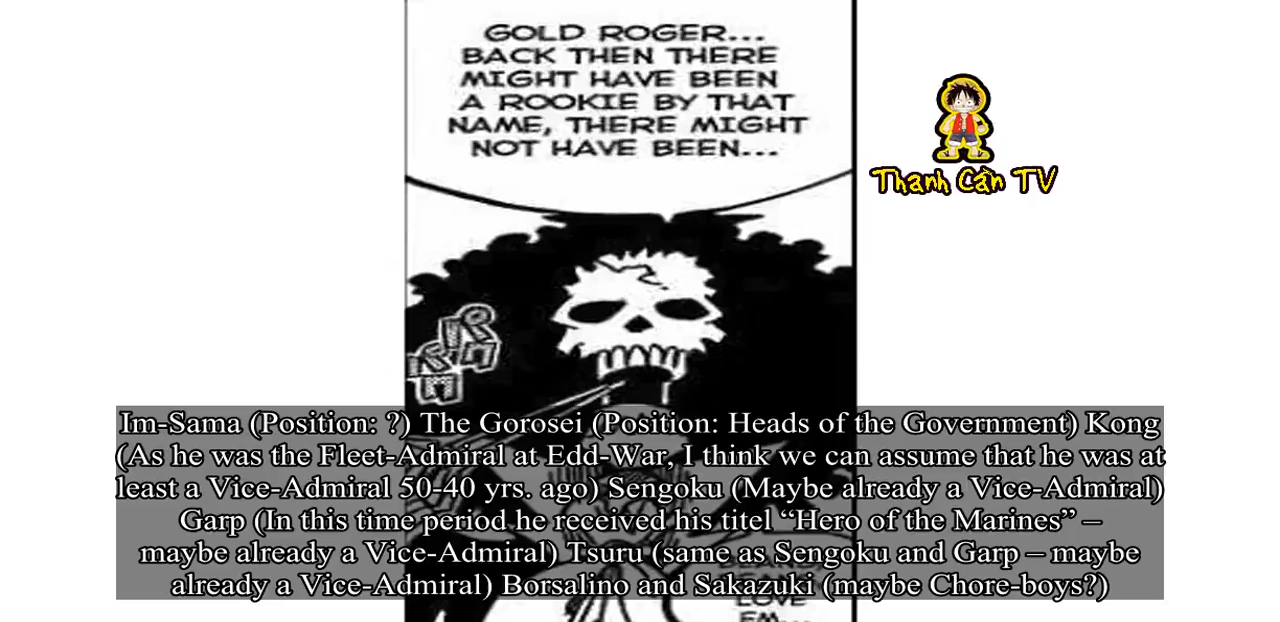 GOLD ROGER...
BACK THEN THERE
MIGHT HAVE BEEN
A ROOKIE BY THAT
NAME, THERE MIGHT
NOT HAVE BEEN...
Thanh Cân TV
Im-Sama (Position: ?) The Gorosei (Position: Heads of the Government) Kong
(As he was the Fleet-Admiral at Edd-War, I think we can assume that he was at
least a Vice-Admiral 50-40 yrs. ago) Sengoku (Maybe already a Vice-Admiral)
Garp (In this time period he received his titel “Hero of the Marines” –
maybe already a Vice-Admiral) Tsuru (same as Sengoku and Garp – maybe
already a Vice-Admiral) Borsalino and Sakazuki (maybe Chore-boys?)
LOVE
EM...